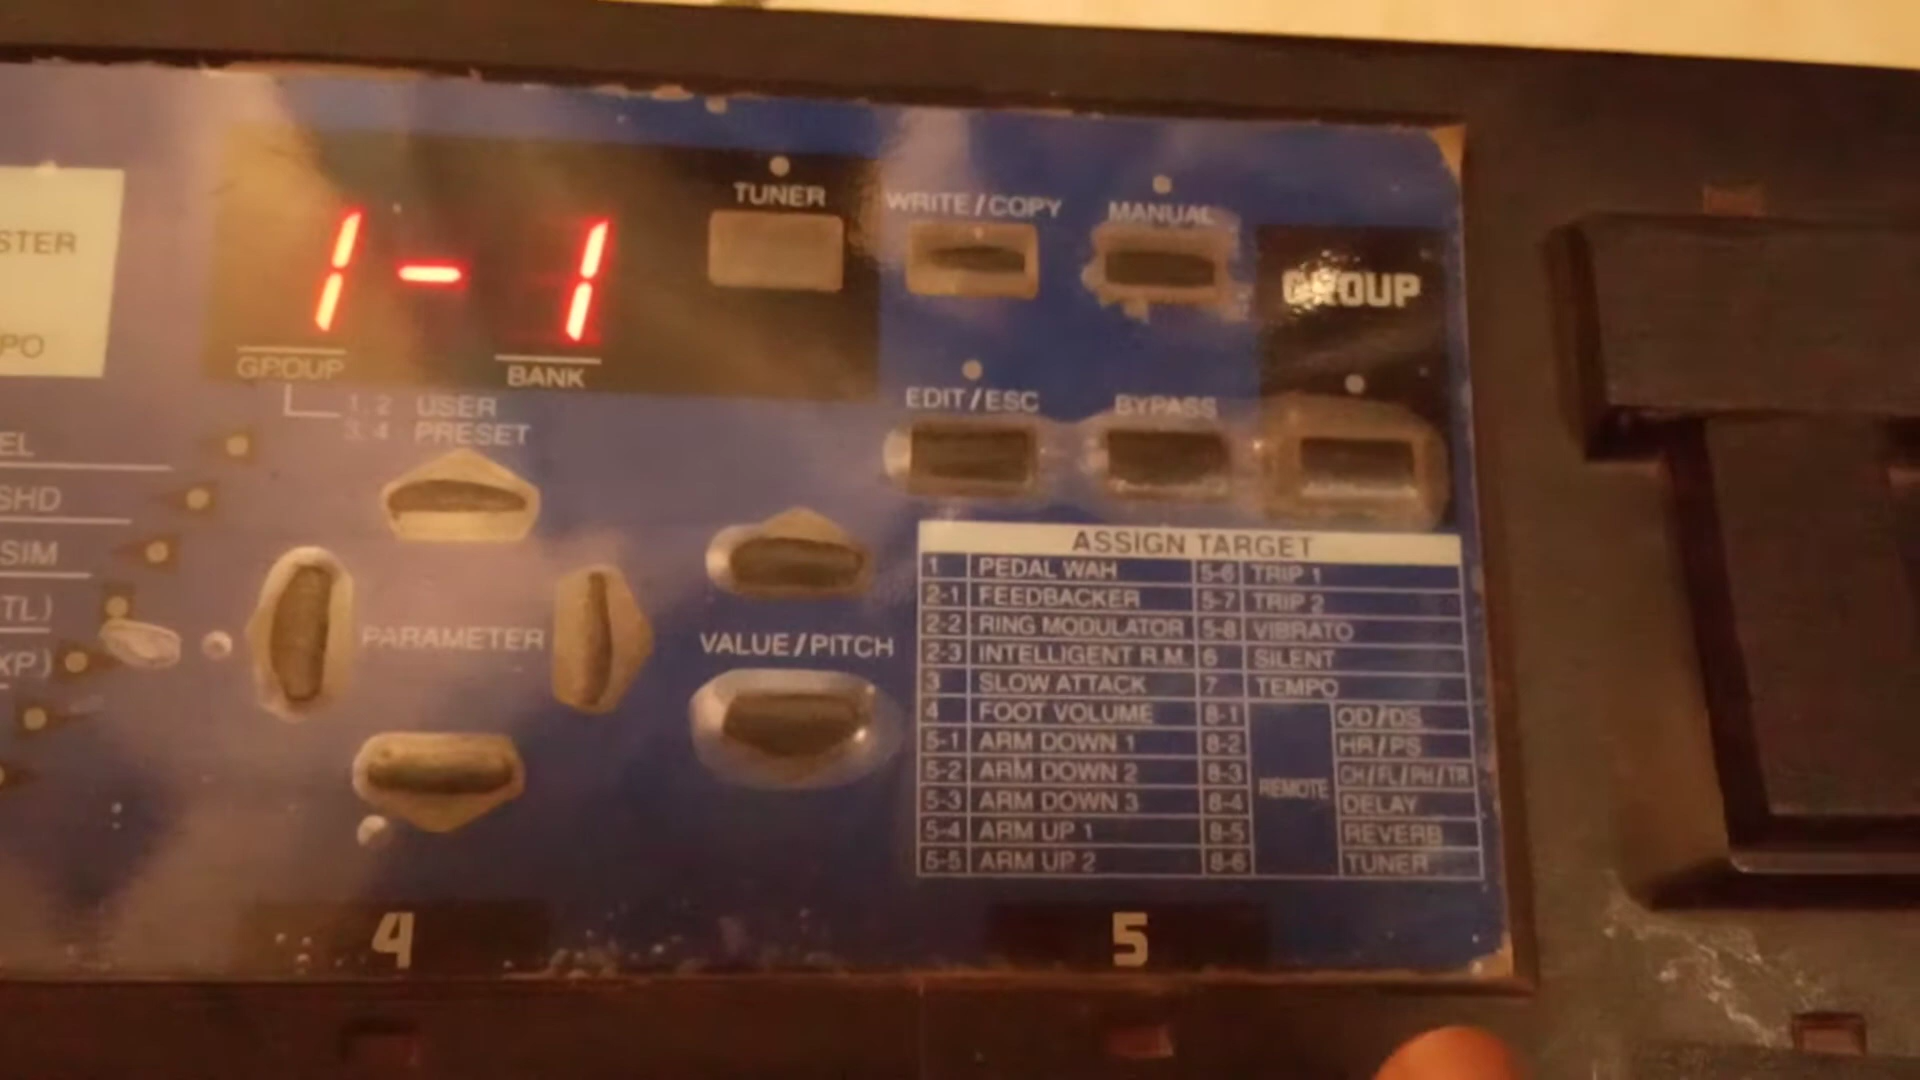 STER
PO
1-1
GROUP
BANK
1. 2 USER
3. 4 PRESET
TUNER
WRITE/COPY
MANUAL
GROUP
EDIT/ESC
BYPASS
EL
SHD
SIM
TL)
XP)
PARAMETER
VALUE/PITCH
ASSIGN TARGET
1 PEDAL WAH 5-6 TRIP 1
2-1 FEEDBACKER 5-7 TRIP 2
2-2 RING MODULATOR 5-8 VIBRATO
2-3 INTELLIGENT R.M. 6 SILENT
3 SLOW ATTACK 7 TEMPO
4 FOOT VOLUME 8-1 OD/DS
5-1 ARM DOWN 1 8-2 HR/PS
5-2 ARM DOWN 2 8-3 CH/FL/PH/TR
REMOTE
5-3 ARM DOWN 3 8-4 DELAY
5-4 ARM UP 1 8-5 REVERB
5-5 ARM UP 2 8-6 TUNER
4
5